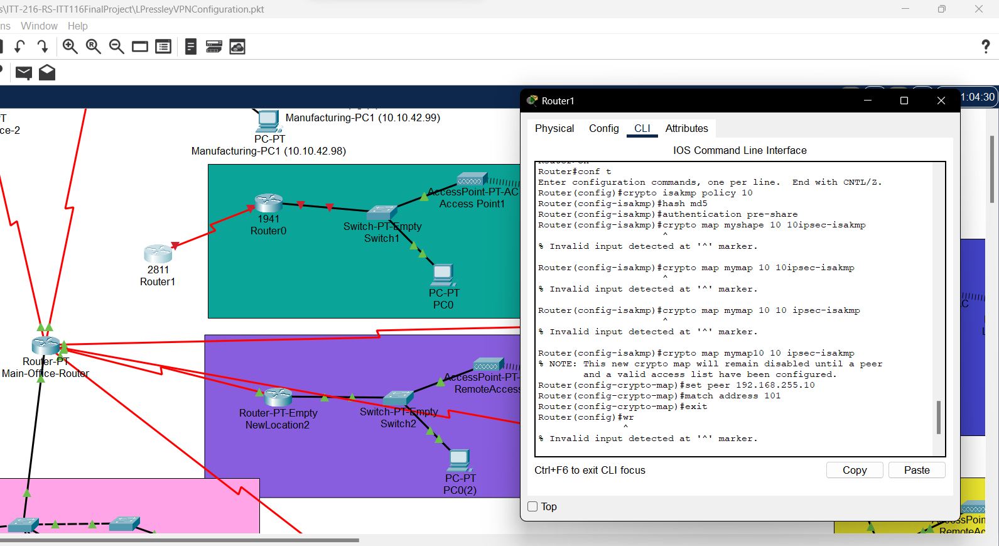 s\ITT-216-RS-ITT116FinalProject\LPressleyVPNConfiguration.pkt
ns Window Help
?
1:04:30
T
ce-2
Manufacturing-PC1 (10.10.42.99)
PC-PT
Manufacturing-PC1 (10.10.42.98)
AccessPoint-PT-AC
Access Point1
1941
Router0
Switch-PT-Empty
Switch1
2811
Router1
PC-PT
PC0
Router-PT
Main-Office-Router
AccessPoint-PT-
RemoteAccess
Router-PT-Empty
NewLocation2
Switch-PT-Empty
Switch2
PC-PT
PC0(2)
Router1
Physical Config CLI Attributes
IOS Command Line Interface
Router#conf t
Enter configuration commands, one per line.  End with CNTL/Z.
Router(config)#crypto isakmp policy 10
Router(config-isakmp)#hash md5
Router(config-isakmp)#authentication pre-share
Router(config-isakmp)#crypto map myshape 10 10ipsec-isakmp
^
% Invalid input detected at '^' marker.
Router(config-isakmp)#crypto map mymap 10 10ipsec-isakmp
^
% Invalid input detected at '^' marker.
Router(config-isakmp)#crypto map mymap 10 10 ipsec-isakmp
^
% Invalid input detected at '^' marker.
Router(config-isakmp)#crypto map mymap10 10 ipsec-isakmp
% NOTE: This new crypto map will remain disabled until a peer
and a valid access list have been configured.
Router(config-crypto-map)#set peer 192.168.255.10
Router(config-crypto-map)#match address 101
Router(config-crypto-map)#exit
Router(config)#wr
^
% Invalid input detected at '^' marker.
Ctrl+F6 to exit CLI focus
Copy Paste
Top
C
ssPoin
RemoteAc